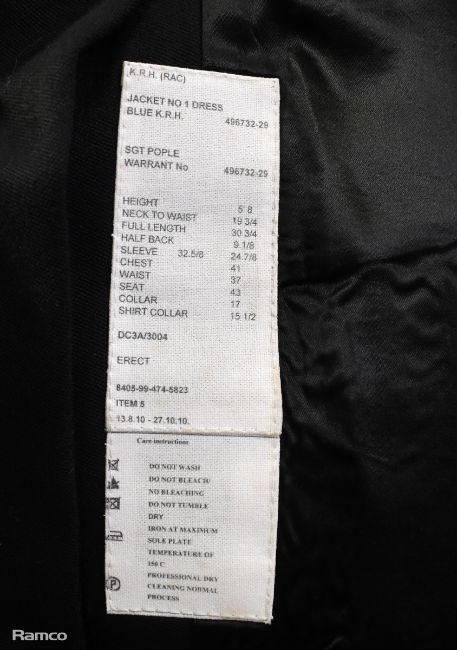 K.R.H. (RAC)
JACKET NO 1 DRESS
BLUE K.R.H. 496732-29
SGT POPLE
WARRANT No 496732-29
HEIGHT 5 8
NECK TO WAIST 19 3/4
FULL LENGTH 30 3/4
HALF BACK 9 1/8
SLEEVE 32.5/8 24.7/8
CHEST 41
WAIST 37
SEAT 43
COLLAR 17
SHIRT COLLAR 15 1/2
DC3A/3004
ERECT
8405-99-474-5823
ITEM 5
13.8.10 - 27.10.10.
Care instructions
DO NOT WASH
DO NOT BLEACH/
NO BLEACHING
DO NOT TUMBLE
DRY
IRON AT MAXIMUM
SOLE PLATE
TEMPERATURE OF
150 C
PROFESSIONAL DRY
CLEANING NORMAL
PROCESS
P
Ramco